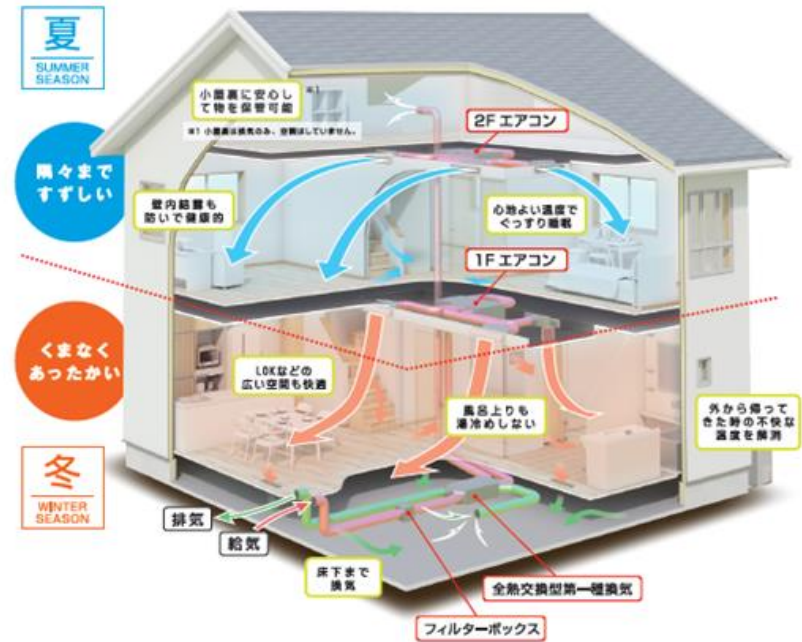 夏
SUMMER
SEASON
隅々まで
すずしい
小屋裏に安心し
て物を保管可能
※1
※1 小屋裏は換気のみ、空調はしていません。
2F エアコン
壁内結露も
防いで健康的
心地よい温度で
ぐっすり睡眠
1F エアコン
くまなく
あったかい
LDKなどの
広い空間も快適
風呂上りも
湯冷めしない
外から帰って
きた時の不快な
温度を解消
冬
WINTER
SEASON
排気
給気
床下まで
換気
全熱交換型第一種換気
フィルターボックス